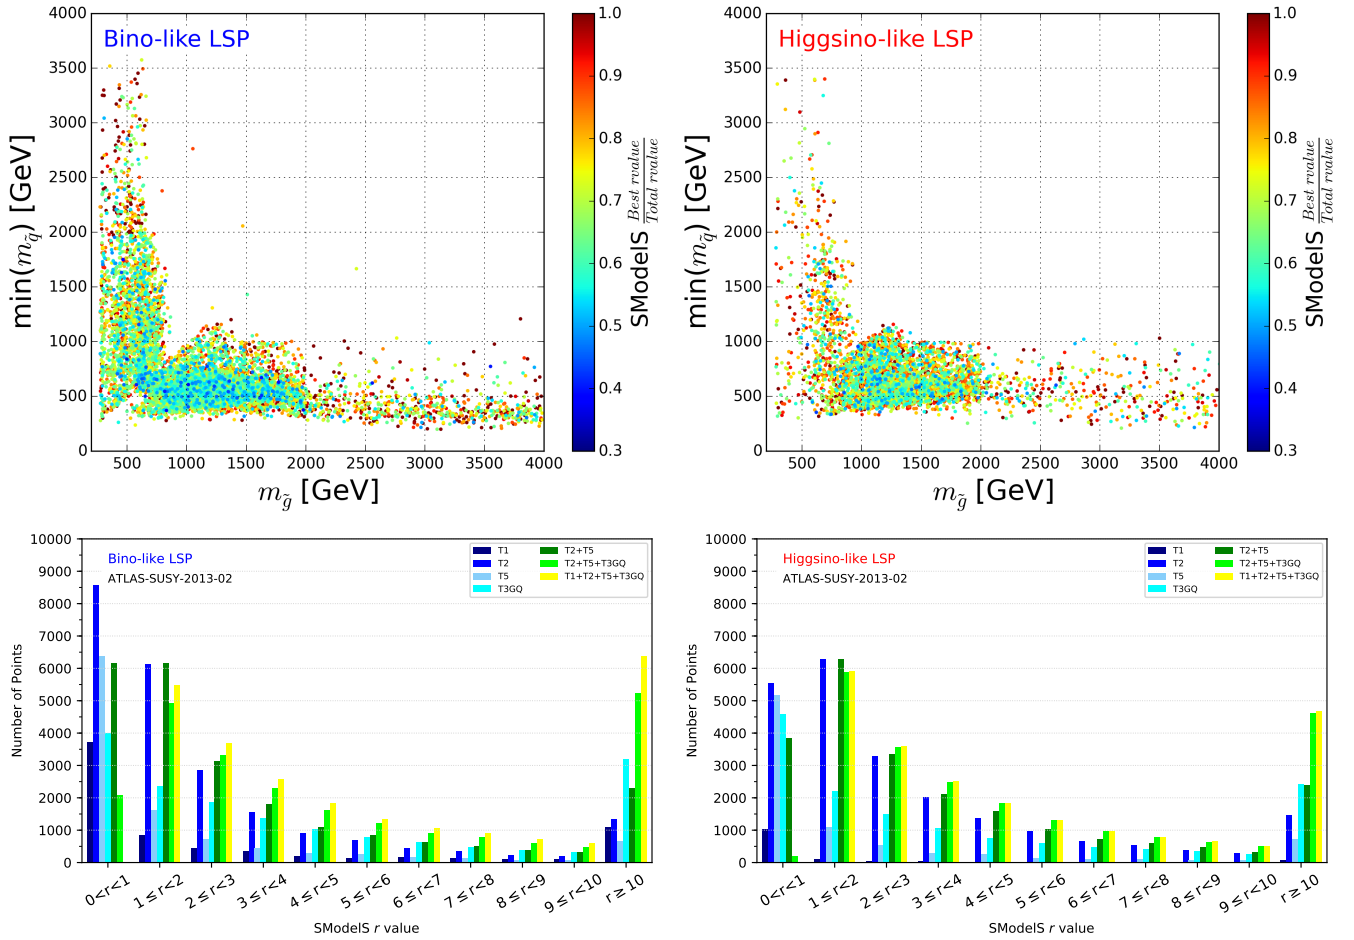 Bino-like LSP
4000
3500
3000
2500
2000
1500
1000
500
0
min(m_q̃) [GeV]
500 1000 1500 2000 2500 3000 3500 4000
m_g̃ [GeV]
1.0
0.9
0.8
0.7
0.6
0.5
0.4
0.3
SModelS Best rvalue / Total rvalue
Higgsino-like LSP
4000
3500
3000
2500
2000
1500
1000
500
0
min(m_q̃) [GeV]
500 1000 1500 2000 2500 3000 3500 4000
m_g̃ [GeV]
1.0
0.9
0.8
0.7
0.6
0.5
0.4
0.3
SModelS Best rvalue / Total rvalue
Bino-like LSP
ATLAS-SUSY-2013-02
T1
T2
T5
T3GQ
T2+T5
T2+T5+T3GQ
T1+T2+T5+T3GQ
10000
9000
8000
7000
6000
5000
4000
3000
2000
1000
0
Number of Points
0<r<1 1≤r<2 2≤r<3 3≤r<4 4≤r<5 5≤r<6 6≤r<7 7≤r<8 8≤r<9 9≤r<10 r≥10
SModelS r value
Higgsino-like LSP
ATLAS-SUSY-2013-02
T1
T2
T5
T3GQ
T2+T5
T2+T5+T3GQ
T1+T2+T5+T3GQ
10000
9000
8000
7000
6000
5000
4000
3000
2000
1000
0
Number of Points
0<r<1 1≤r<2 2≤r<3 3≤r<4 4≤r<5 5≤r<6 6≤r<7 7≤r<8 8≤r<9 9≤r<10 r≥10
SModelS r value